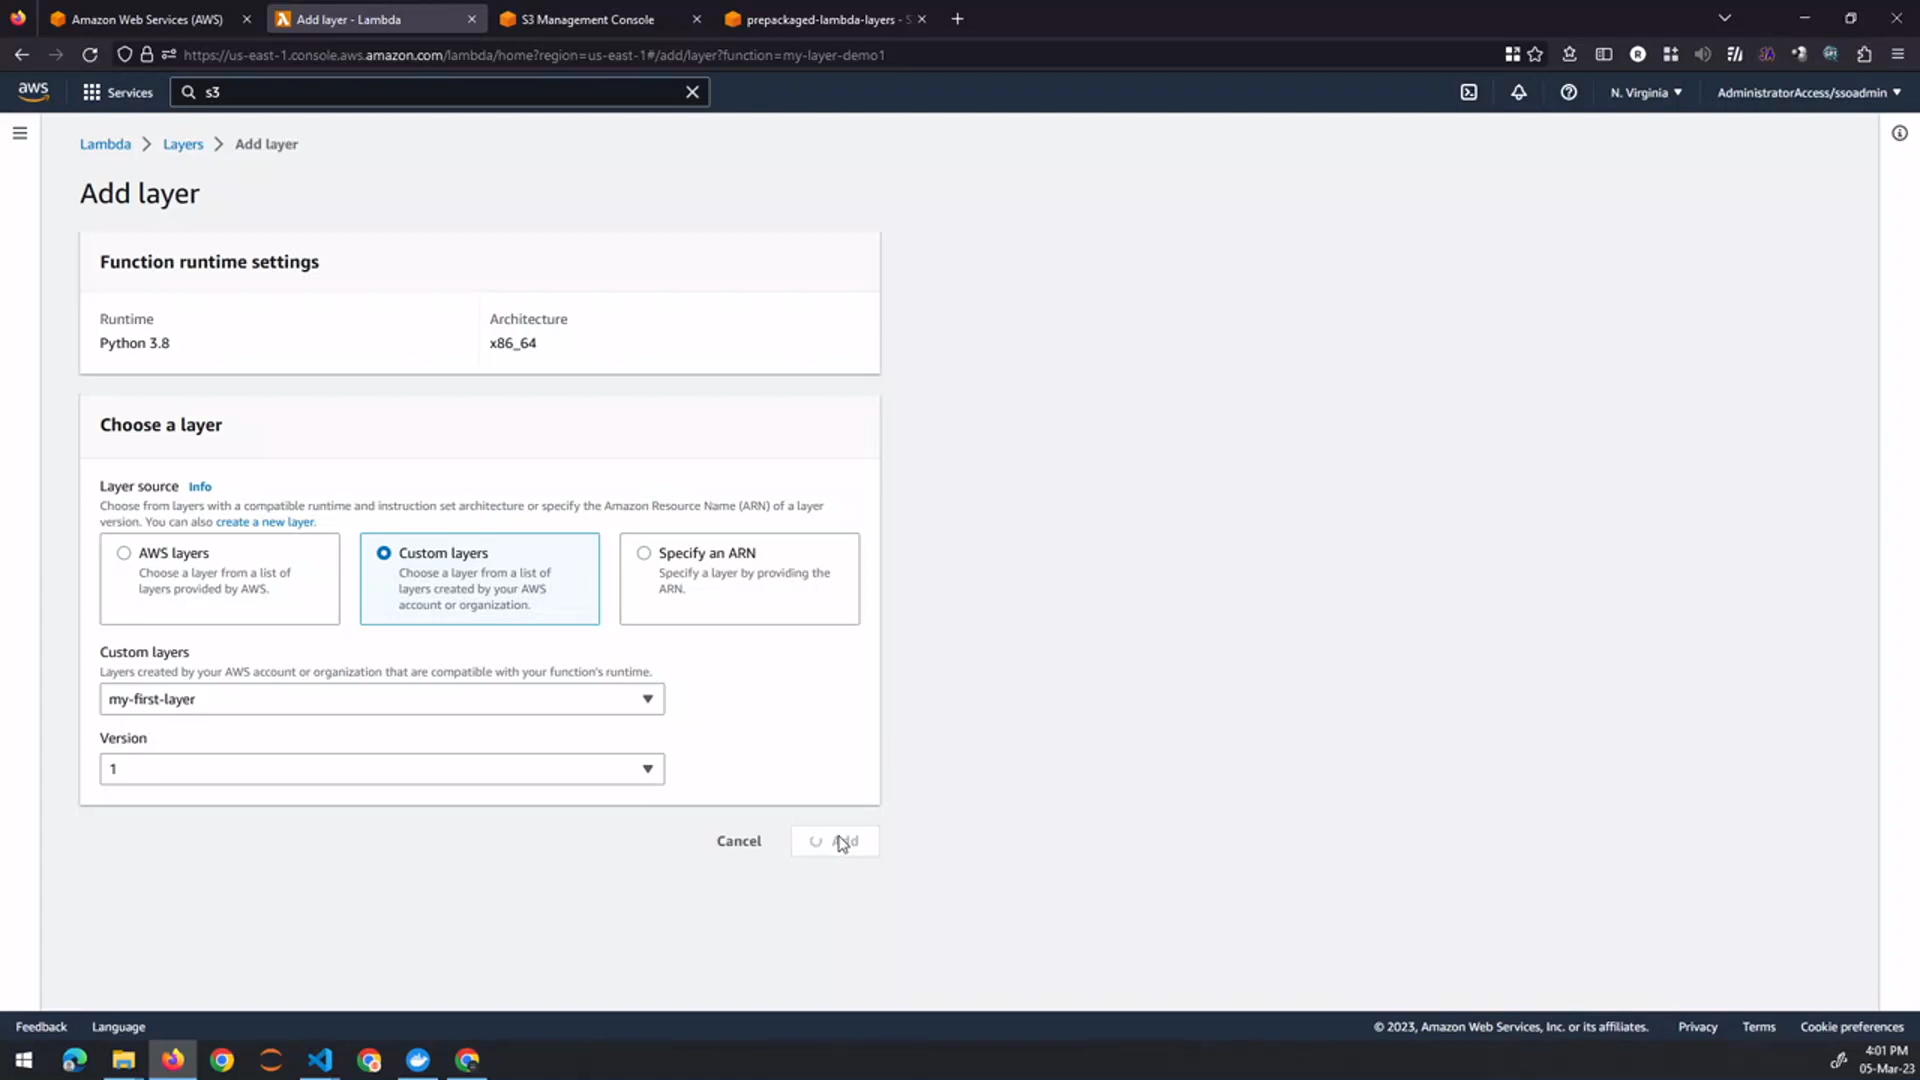 Amazon Web Services (AWS)
Add layer - Lambda
S3 Management Console
prepackaged-lambda-layers - S
https://us-east-1.console.aws.amazon.com/lambda/home?region=us-east-1#/add/layer?function=my-layer-demo1
aws
Services
s3
N. Virginia
AdministratorAccess/ssoadmin
Lambda
Layers
Add layer
Add layer
Function runtime settings
Runtime
Python 3.8
Architecture
x86_64
Choose a layer
Layer source Info
Choose from layers with a compatible runtime and instruction set architecture or specify the Amazon Resource Name (ARN) of a layer
version. You can also create a new layer.
AWS layers
Choose a layer from a list of
layers provided by AWS.
Custom layers
Choose a layer from a list of
layers created by your AWS
account or organization.
Specify an ARN
Specify a layer by providing the
ARN.
Custom layers
Layers created by your AWS account or organization that are compatible with your function's runtime.
my-first-layer
Version
1
Cancel
Add
Feedback
Language
© 2023, Amazon Web Services, Inc. or its affiliates.
Privacy
Terms
Cookie preferences
4:01 PM
05-Mar-23